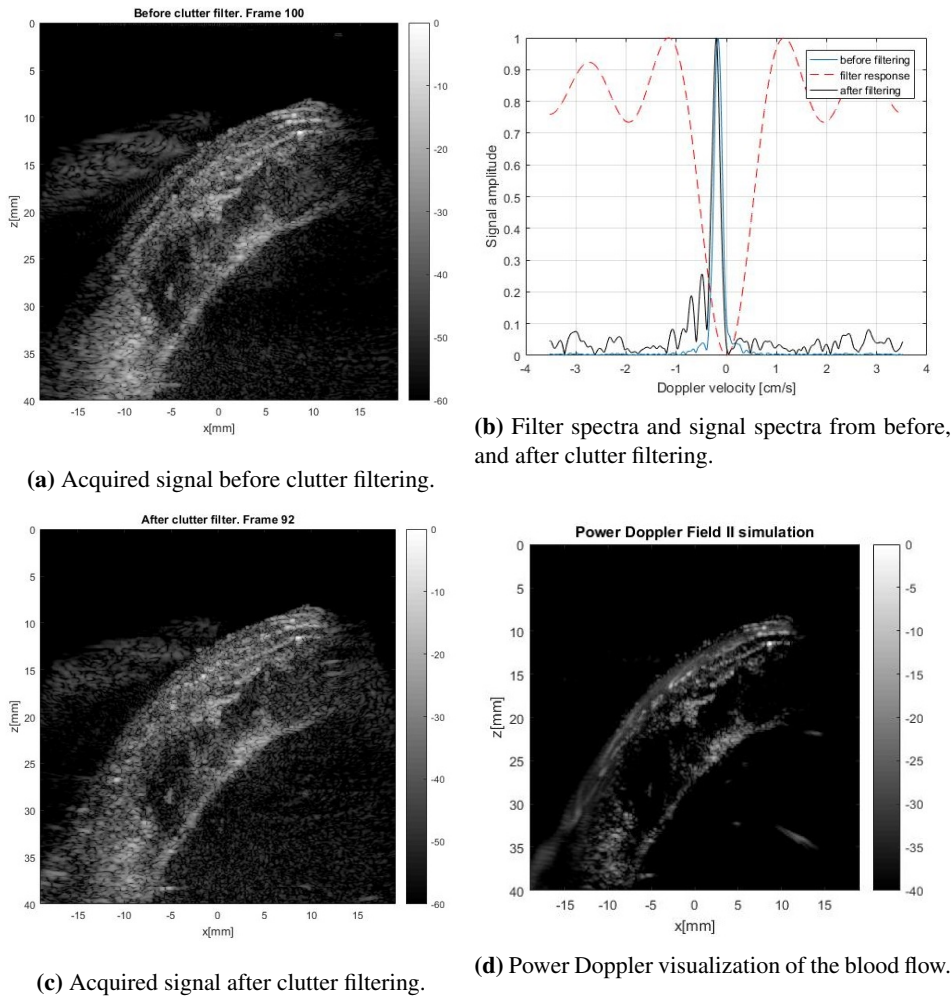 Before clutter filter. Frame 100
0
5
10
15
20
25
30
35
40
z[mm]
-15 -10 -5 0 5 10 15
x[mm]
0
-10
-20
-30
-40
-50
-60
(a) Acquired signal before clutter filtering.
1
0.9
0.8
0.7
0.6
0.5
0.4
0.3
0.2
0.1
0
Signal amplitude
-4 -3 -2 -1 0 1 2 3 4
Doppler velocity [cm/s]
before filtering
filter response
after filtering
(b) Filter spectra and signal spectra from before,
and after clutter filtering.
After clutter filter. Frame 92
0
5
10
15
20
25
30
35
40
z[mm]
-15 -10 -5 0 5 10 15
x[mm]
0
-10
-20
-30
-40
-50
-60
(c) Acquired signal after clutter filtering.
Power Doppler Field II simulation
0
5
10
15
20
25
30
35
40
z[mm]
-15 -10 -5 0 5 10 15
x[mm]
0
-5
-10
-15
-20
-25
-30
-35
-40
(d) Power Doppler visualization of the blood flow.